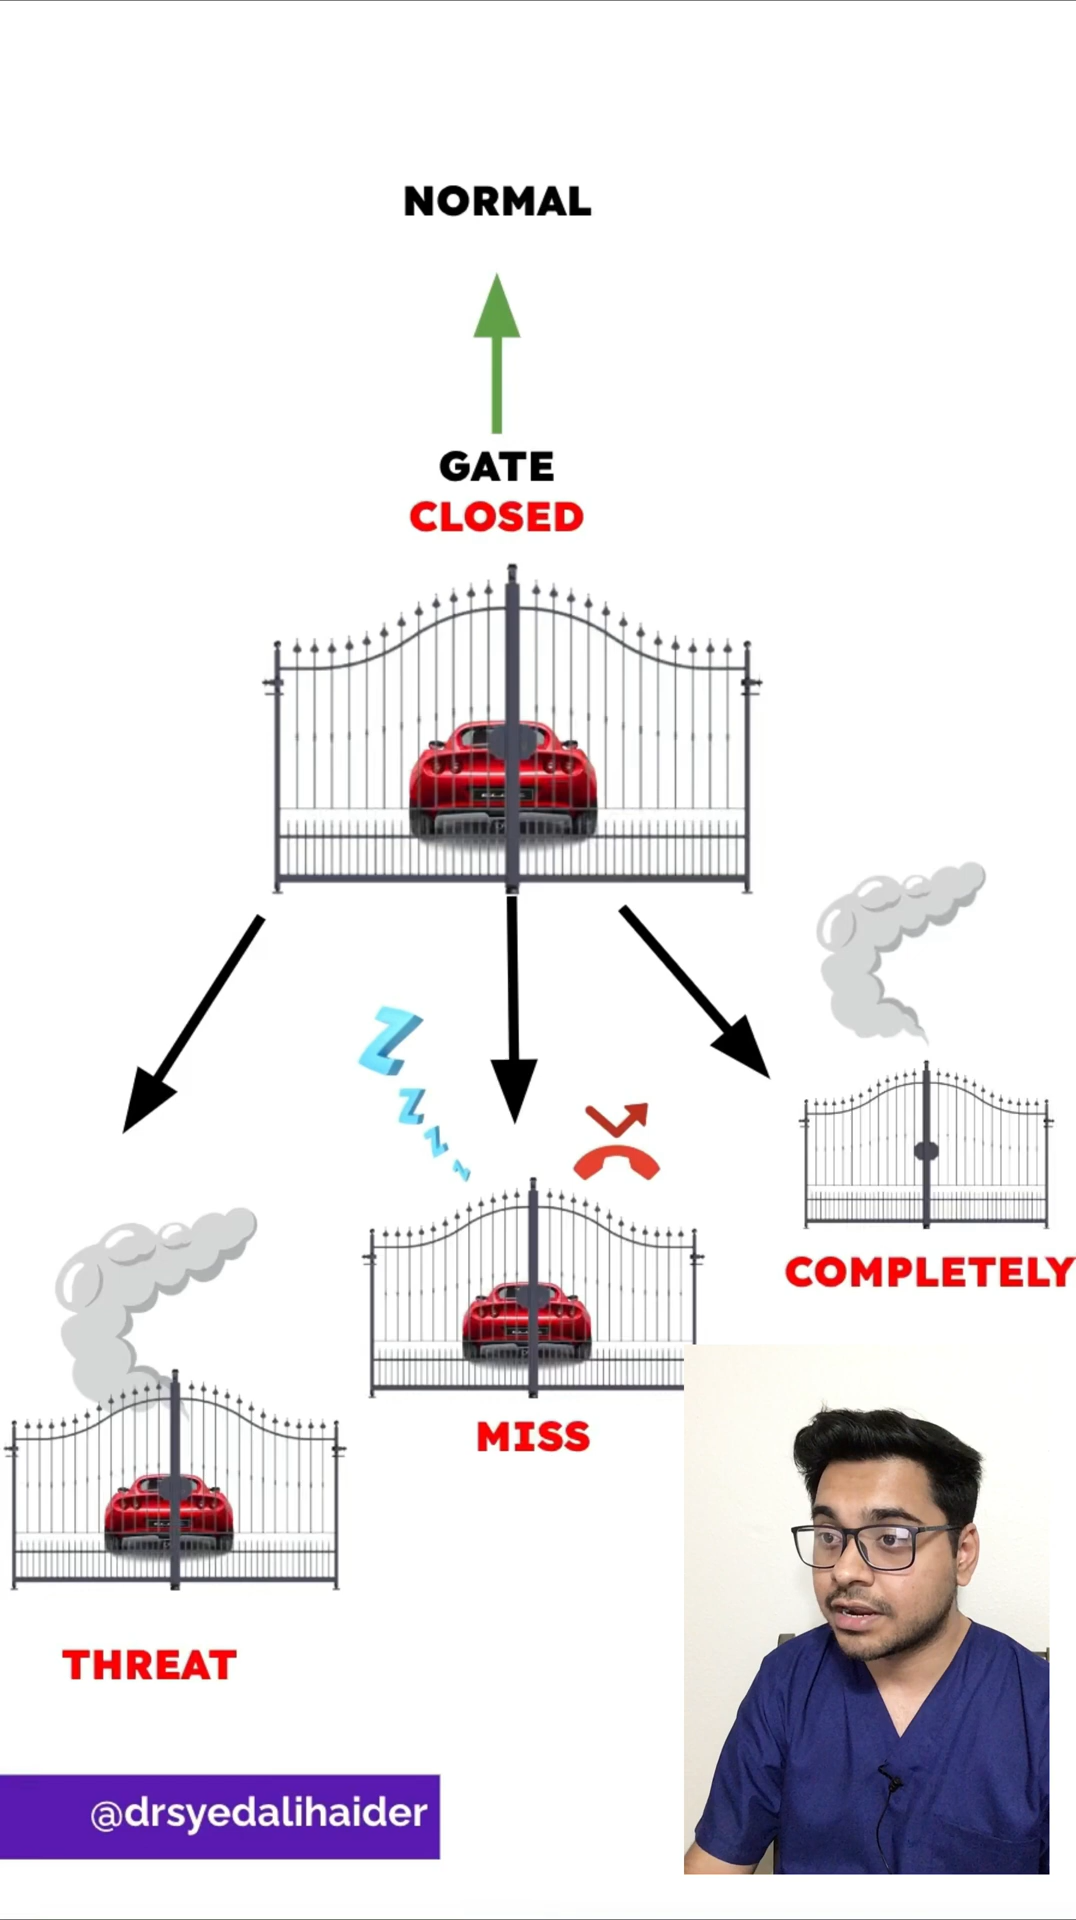 NORMAL
GATE
CLOSED
COMPLETELY
MISS
THREAT
@drsyedalihaider